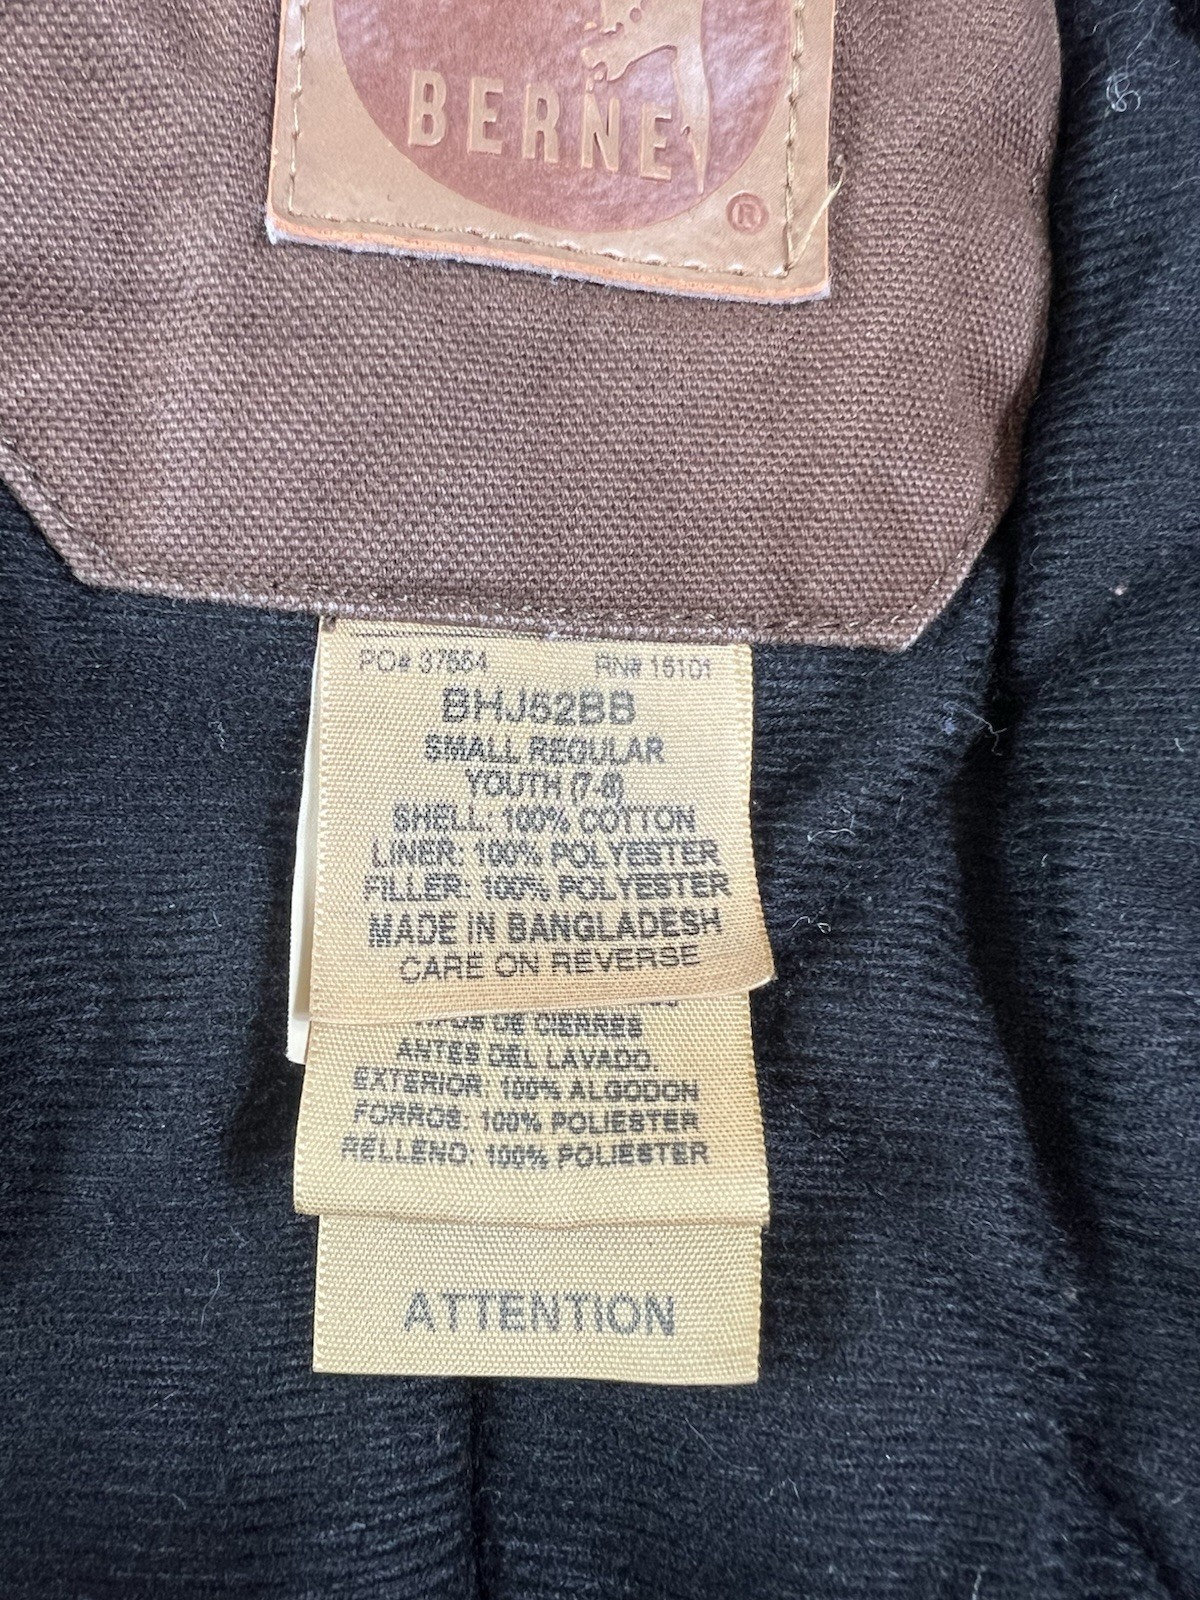 BERNE
®
PO# 37554 RN# 15101
BHJ52BB
SMALL REGULAR
YOUTH (7-8)
SHELL: 100% COTTON
LINER: 100% POLYESTER
FILLER: 100% POLYESTER
MADE IN BANGLADESH
CARE ON REVERSE
DE CIERRES
ANTES DEL LAVADO.
EXTERIOR: 100% ALGODON
FORROS: 100% POLIESTER
RELLENO: 100% POLIESTER
ATTENTION